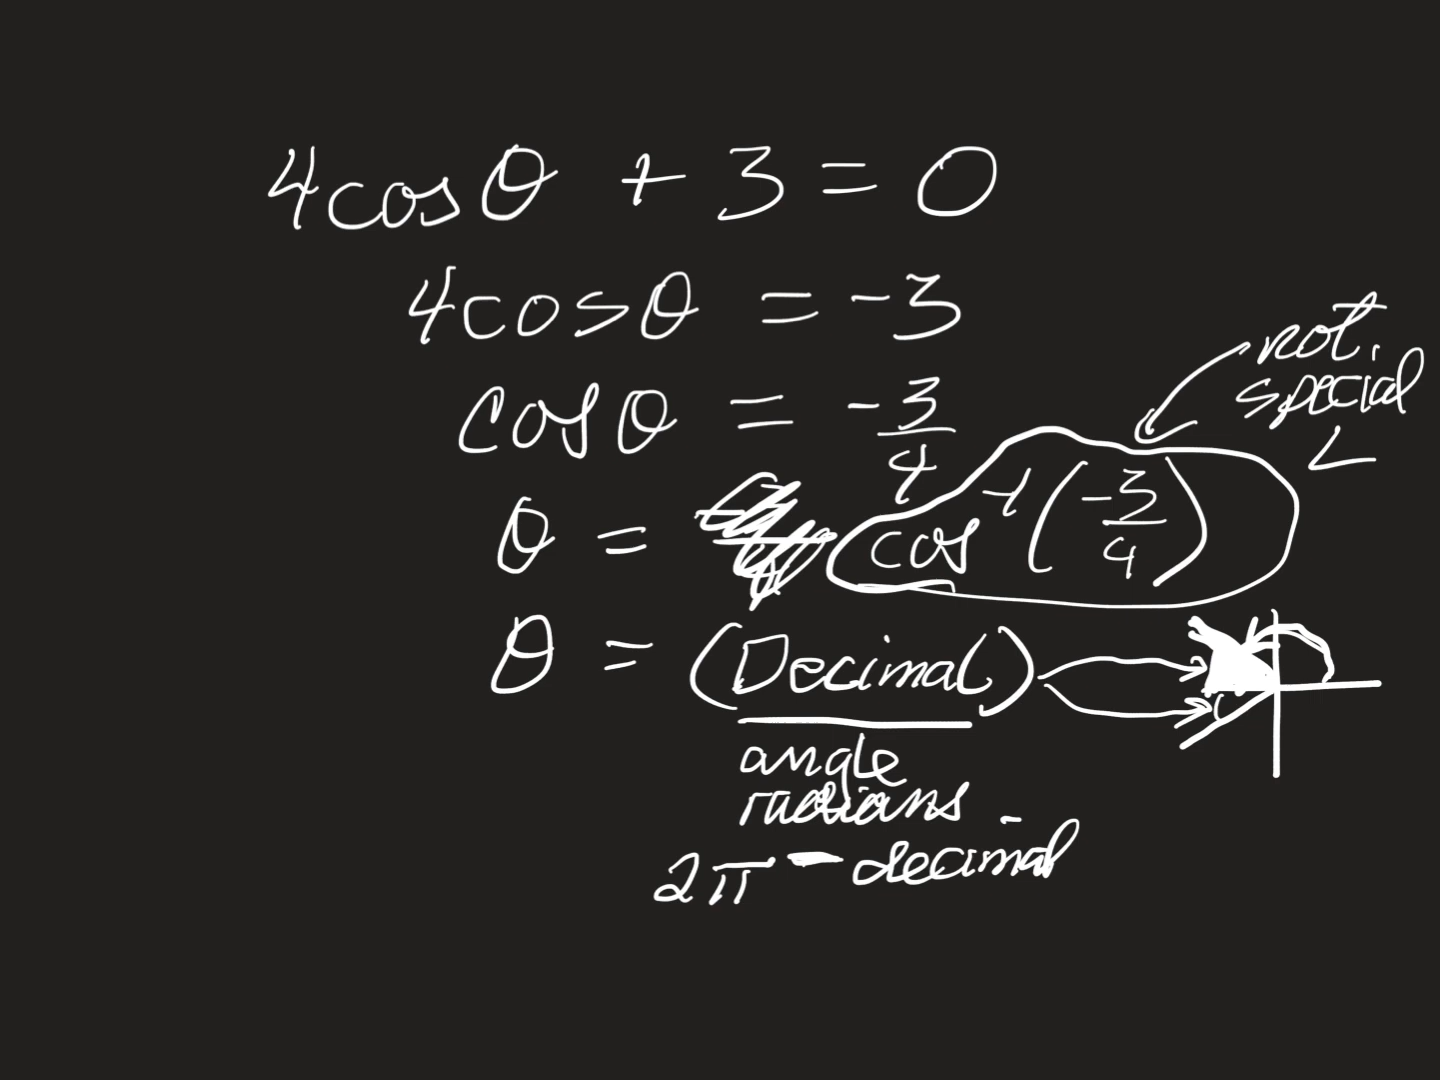 4cosθ + 3 = 0
4cosθ = -3
cosθ = -3/4
not.
special
∠
θ = cos⁻¹(-3/4)
θ = (Decimal)
angle
radians
2π - decimal